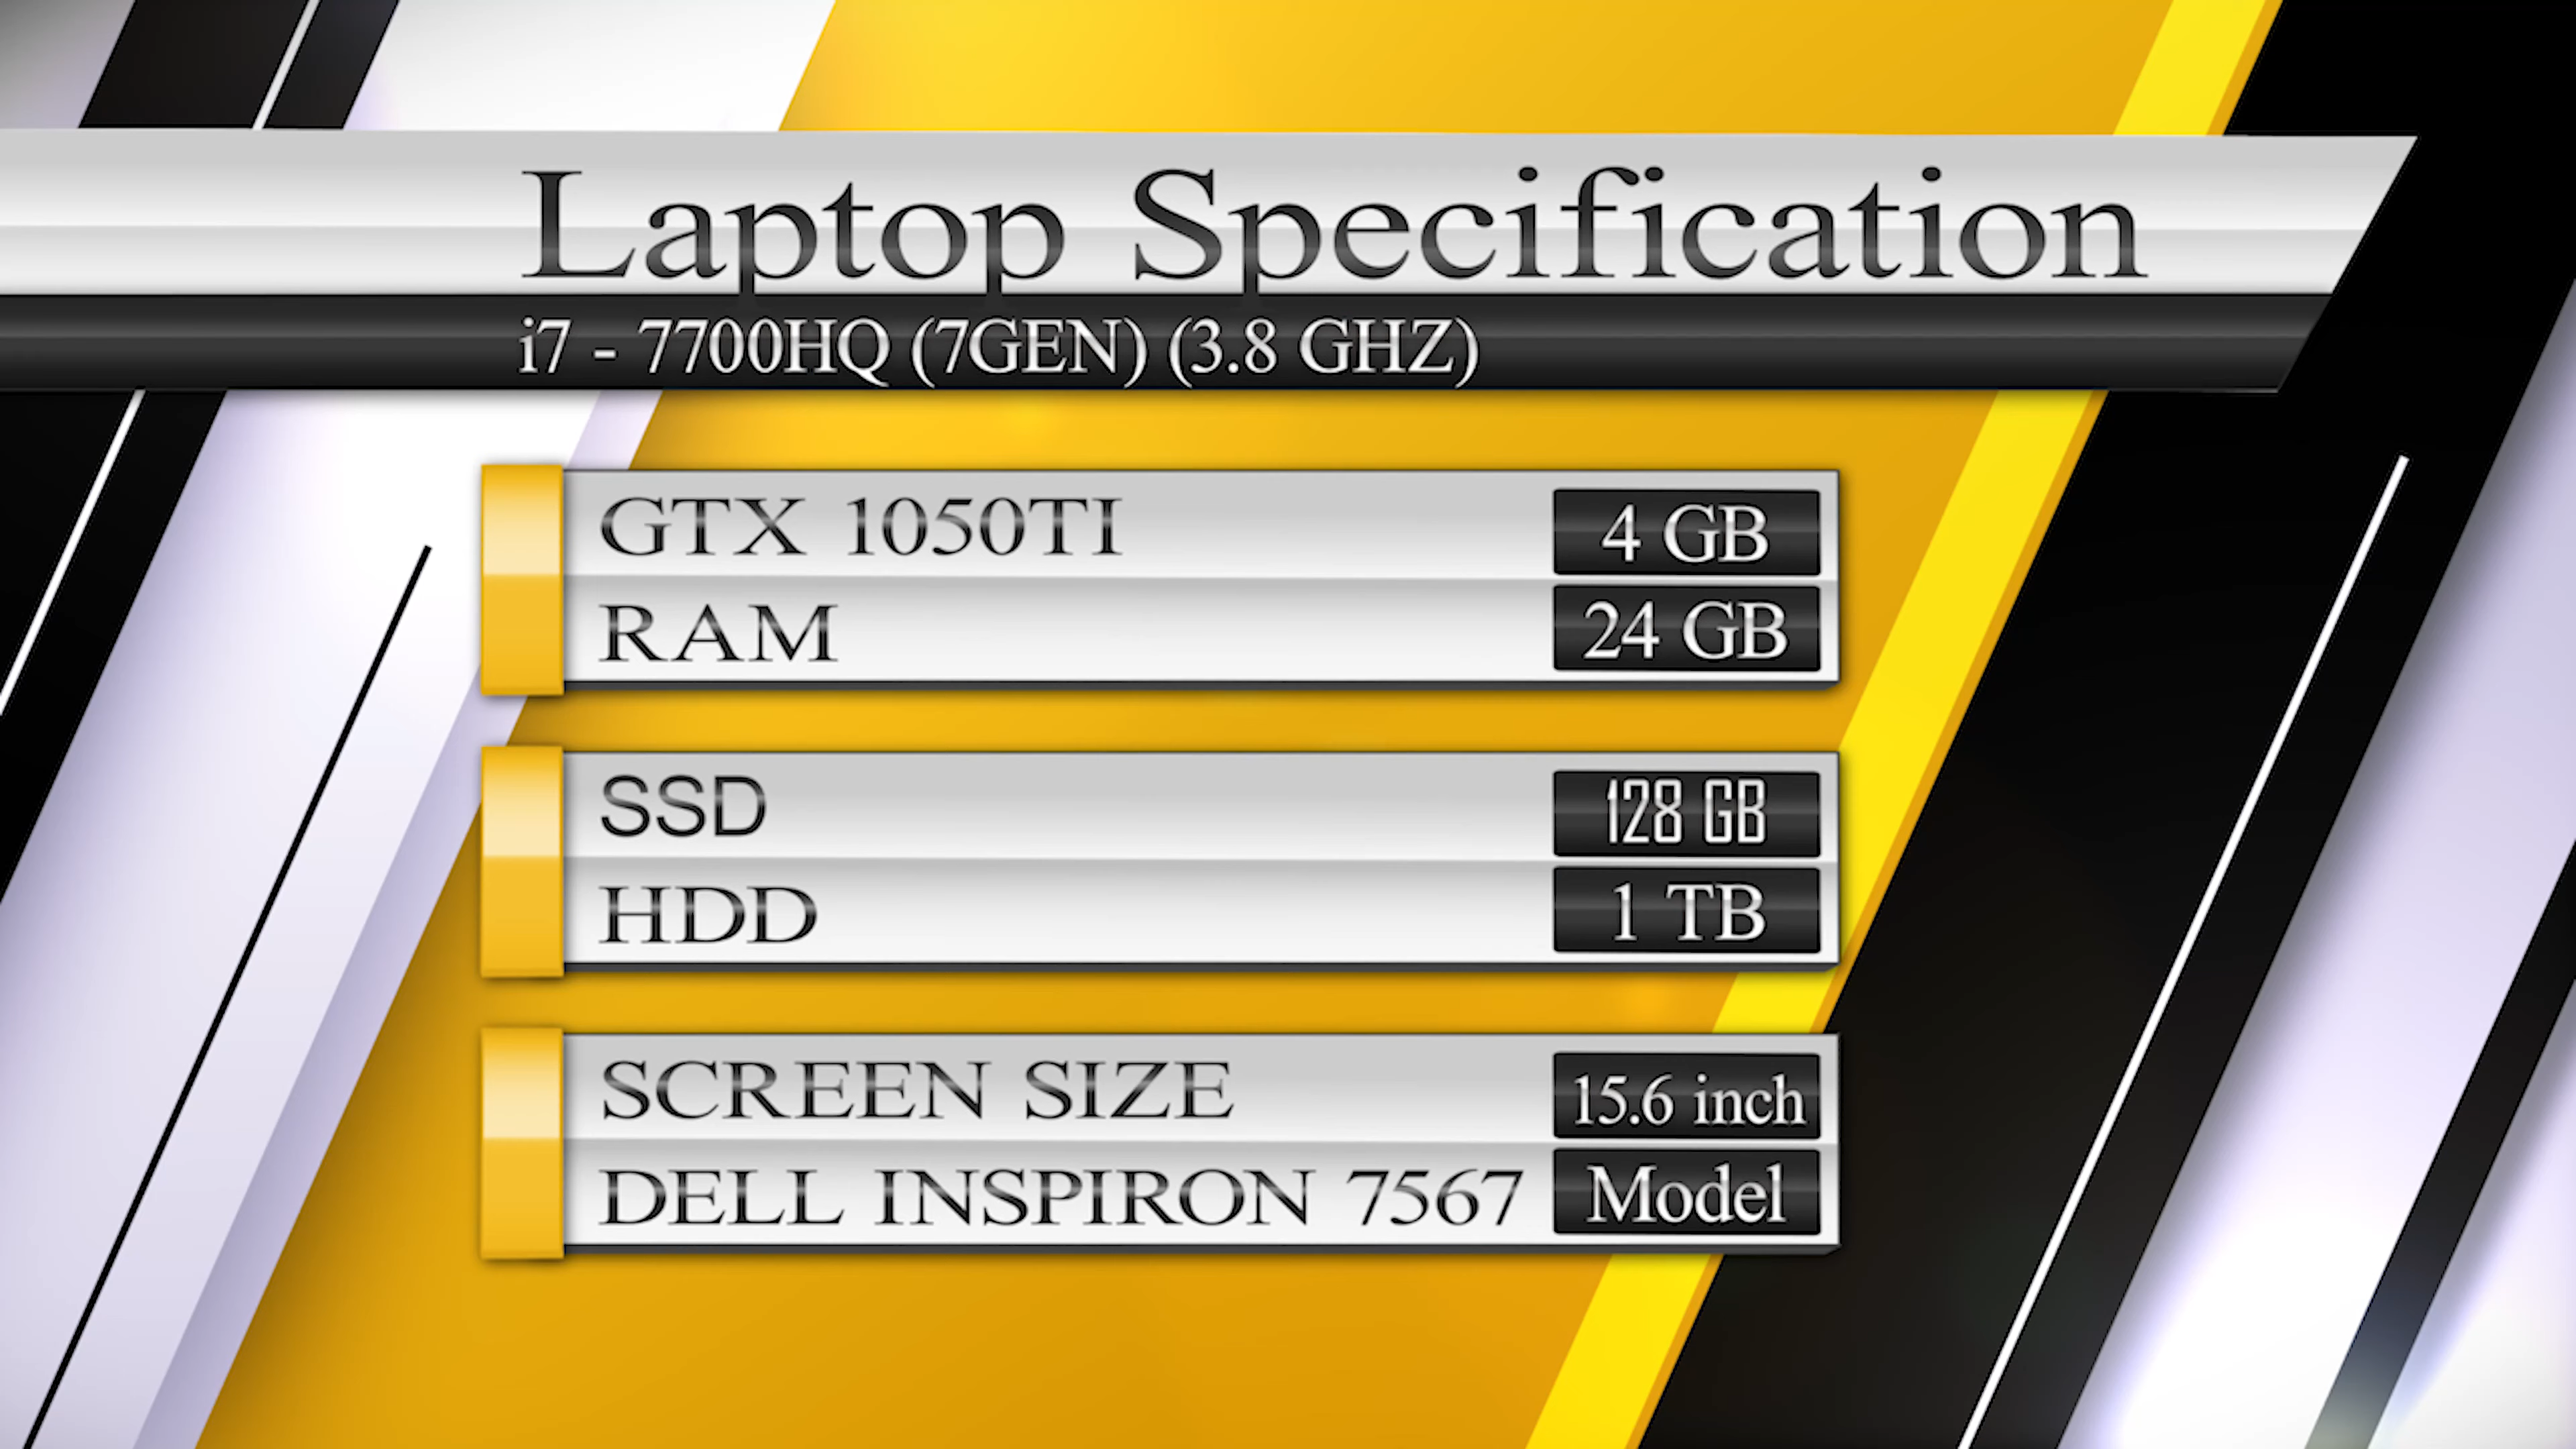 Laptop Specification
i7 - 7700HQ (7GEN) (3.8 GHZ)
GTX 1050TI 4 GB
RAM 24 GB
SSD 128 GB
HDD 1 TB
SCREEN SIZE 15.6 inch
DELL INSPIRON 7567 Model